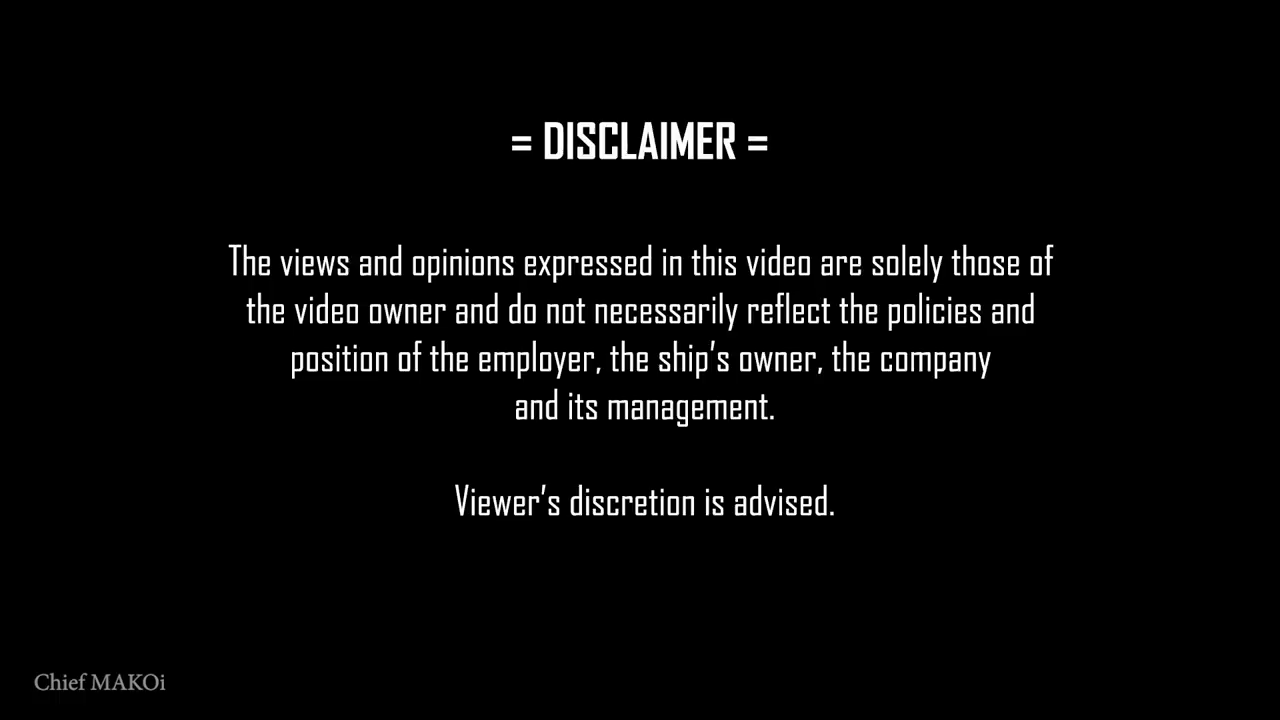 = DISCLAIMER =
The views and opinions expressed in this video are solely those of
the video owner and do not necessarily reflect the policies and
position of the employer, the ship's owner, the company
and its management.
Viewer's discretion is advised.
Chief MAKOi